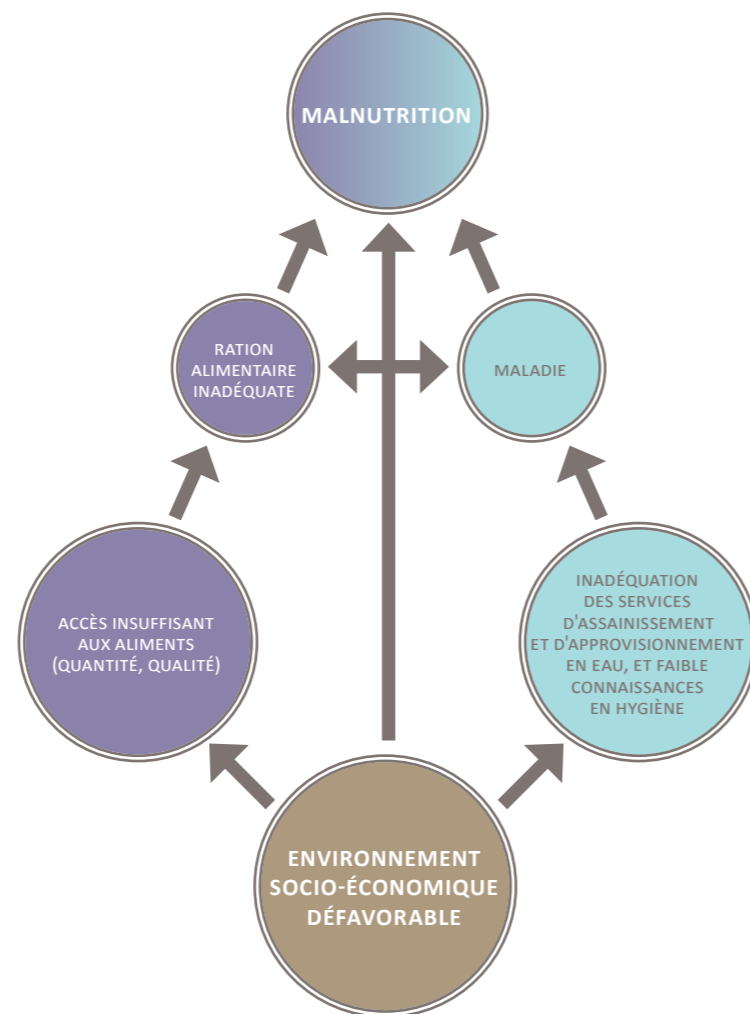 MALNUTRITION
RATION
ALIMENTAIRE
INADÉQUATE
MALADIE
ACCÈS INSUFFISANT
AUX ALIMENTS
(QUANTITÉ, QUALITÉ)
INADÉQUATION
DES SERVICES
D'ASSAINISSEMENT
ET D'APPROVISIONNEMENT
EN EAU, ET FAIBLE
CONNAISSANCES
EN HYGIÈNE
ENVIRONNEMENT
SOCIO-ÉCONOMIQUE
DÉFAVORABLE